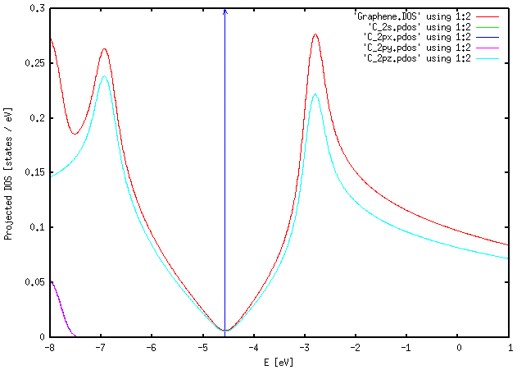 0.3
'Graphene.DOS' using 1:2
'C_2s.pdos' using 1:2
'C_2px.pdos' using 1:2
'C_2py.pdos' using 1:2
'C_2pz.pdos' using 1:2
0.25
0.2
0.15
0.1
0.05
0
Projected DOS [states / eV]
-8 -7 -6 -5 -4 -3 -2 -1 0 1
E [eV]